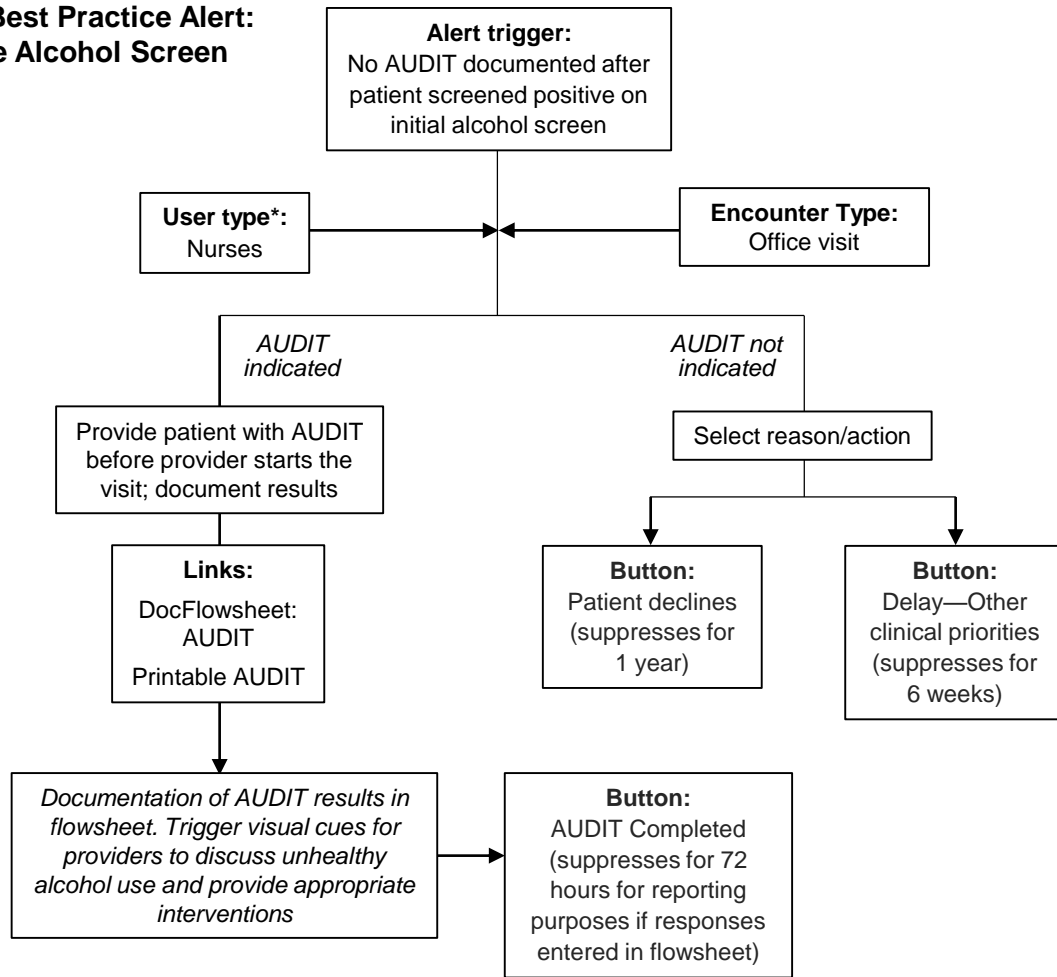 Best Practice Alert:
Alcohol Screen
Alert trigger:
No AUDIT documented after
patient screened positive on
initial alcohol screen
User type*:
Nurses
Encounter Type:
Office visit
AUDIT
indicated
AUDIT not
indicated
Provide patient with AUDIT
before provider starts the
visit; document results
Select reason/action
Links:
DocFlowsheet:
AUDIT
Printable AUDIT
Button:
Patient declines
(suppresses for
1 year)
Button:
Delay—Other
clinical priorities
(suppresses for
6 weeks)
Documentation of AUDIT results in
flowsheet. Trigger visual cues for
providers to discuss unhealthy
alcohol use and provide appropriate
interventions
Button:
AUDIT Completed
(suppresses for 72
hours for reporting
purposes if responses
entered in flowsheet)